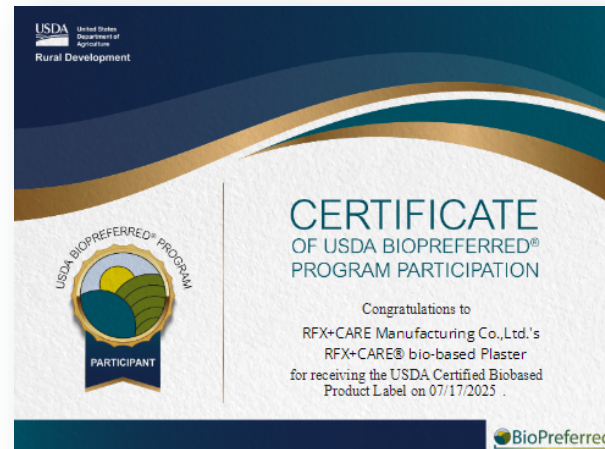 USDA
United States
Department of
Agriculture
Rural Development
USDA BIOPREFERRED® PROGRAM
PARTICIPANT
CERTIFICATE
OF USDA BIOPREFERRED®
PROGRAM PARTICIPATION
Congratulations to
RFX+CARE Manufacturing Co.,Ltd.'s
RFX+CARE® bio-based Plaster
for receiving the USDA Certified Biobased
Product Label on 07/17/2025 .
BioPreferred